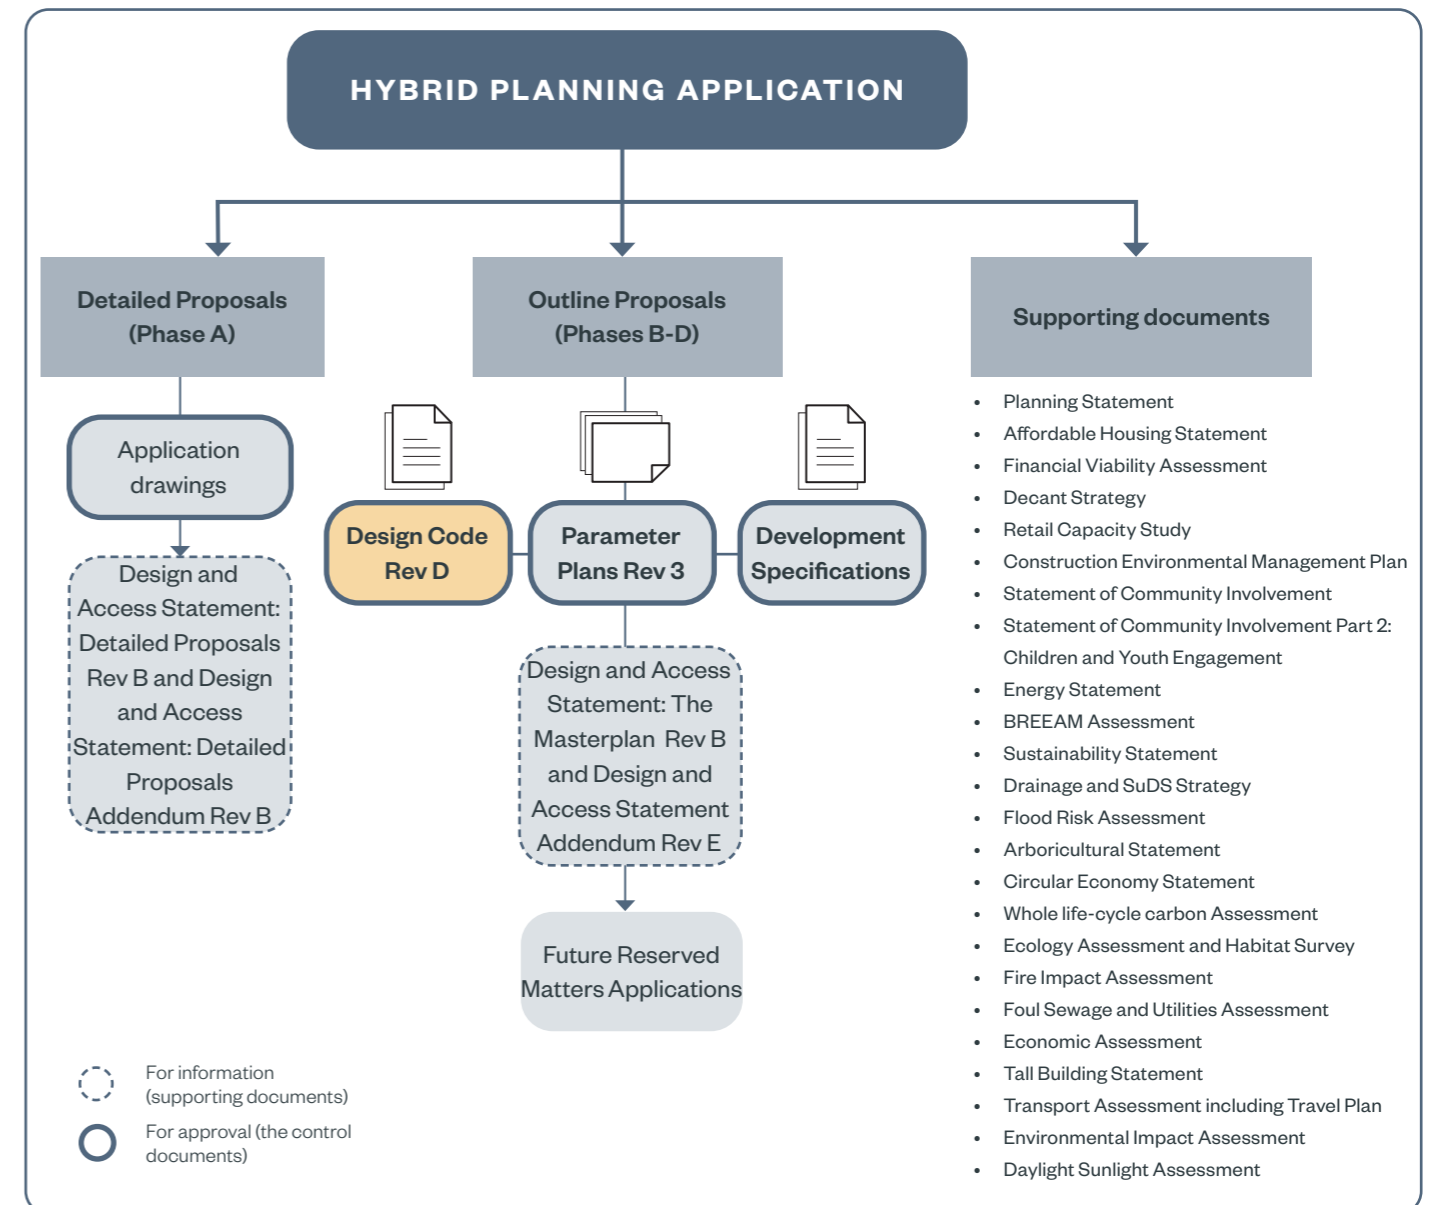 HYBRID PLANNING APPLICATION
Detailed Proposals
(Phase A)
Application
drawings
Design and
Access Statement:
Detailed Proposals
Rev B and Design
and Access
Statement: Detailed
Proposals
Addendum Rev B
Outline Proposals
(Phases B-D)
Design Code
Rev D
Parameter
Plans Rev 3
Development
Specifications
Design and Access
Statement: The
Masterplan Rev B
and Design and
Access Statement
Addendum Rev E
Future Reserved
Matters Applications
Supporting documents
• Planning Statement
• Affordable Housing Statement
• Financial Viability Assessment
• Decant Strategy
• Retail Capacity Study
• Construction Environmental Management Plan
• Statement of Community Involvement
• Statement of Community Involvement Part 2:
Children and Youth Engagement
• Energy Statement
• BREEAM Assessment
• Sustainability Statement
• Drainage and SuDS Strategy
• Flood Risk Assessment
• Arboricultural Statement
• Circular Economy Statement
• Whole life-cycle carbon Assessment
• Ecology Assessment and Habitat Survey
• Fire Impact Assessment
• Foul Sewage and Utilities Assessment
• Economic Assessment
• Tall Building Statement
• Transport Assessment including Travel Plan
• Environmental Impact Assessment
• Daylight Sunlight Assessment
For information
(supporting documents)
For approval (the control
documents)